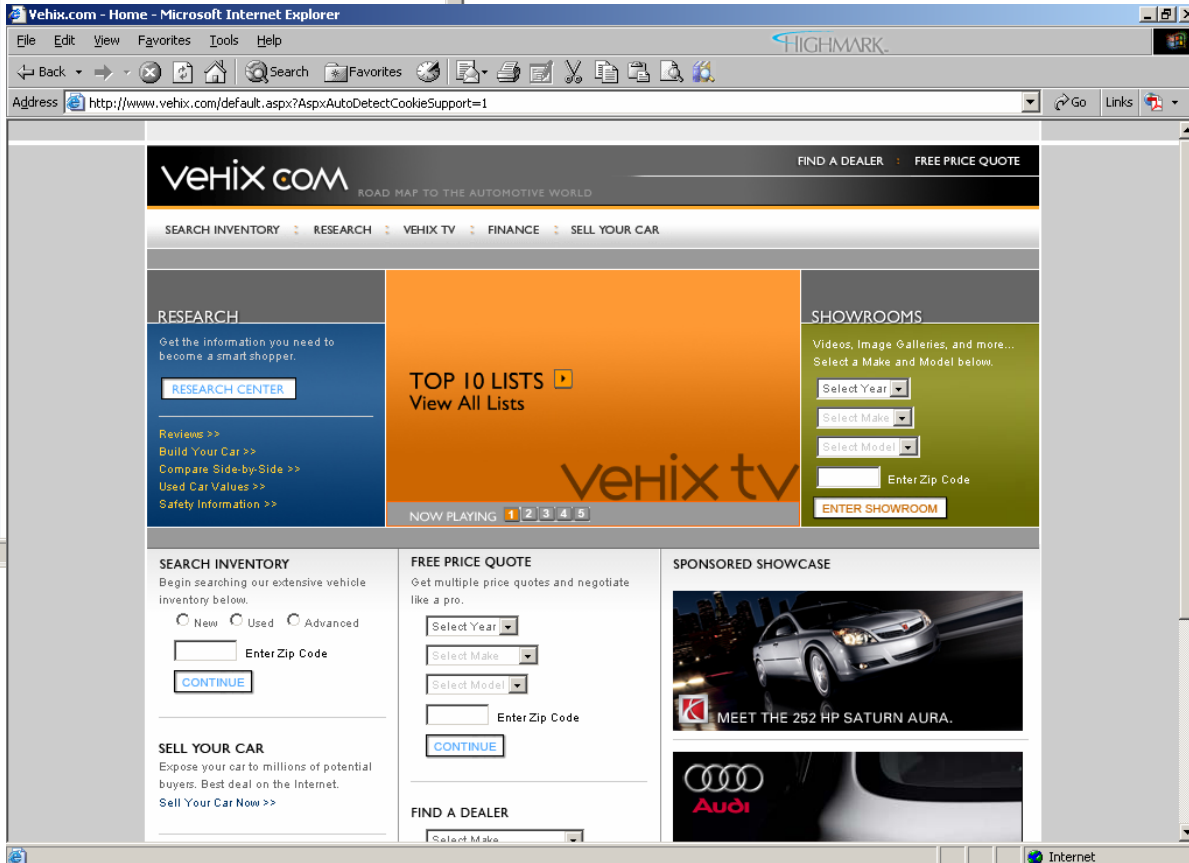 Vehix.com - Home - Microsoft Internet Explorer
File Edit View Favorites Tools Help
HIGHMARK
Back Search Favorites
Address http://www.vehix.com/default.aspx?AspxAutoDetectCookieSupport=1 Go Links
vehix com
ROAD MAP TO THE AUTOMOTIVE WORLD
FIND A DEALER : FREE PRICE QUOTE
SEARCH INVENTORY : RESEARCH : VEHIX TV : FINANCE : SELL YOUR CAR
RESEARCH
Get the information you need to
become a smart shopper.
RESEARCH CENTER
Reviews >>
Build Your Car >>
Compare Side-by-Side >>
Used Car Values >>
Safety Information >>
TOP 10 LISTS
View All Lists
vehix tv
NOW PLAYING 1 2 3 4 5
SHOWROOMS
Videos, Image Galleries, and more...
Select a Make and Model below.
Select Year
Select Make
Select Model
Enter Zip Code
ENTER SHOWROOM
SEARCH INVENTORY
Begin searching our extensive vehicle
inventory below.
New Used Advanced
Enter Zip Code
CONTINUE
SELL YOUR CAR
Expose your car to millions of potential
buyers. Best deal on the Internet.
Sell Your Car Now >>
FREE PRICE QUOTE
Get multiple price quotes and negotiate
like a pro.
Select Year
Select Make
Select Model
Enter Zip Code
CONTINUE
FIND A DEALER
Select Make
SPONSORED SHOWCASE
MEET THE 252 HP SATURN AURA.
Audi
Internet